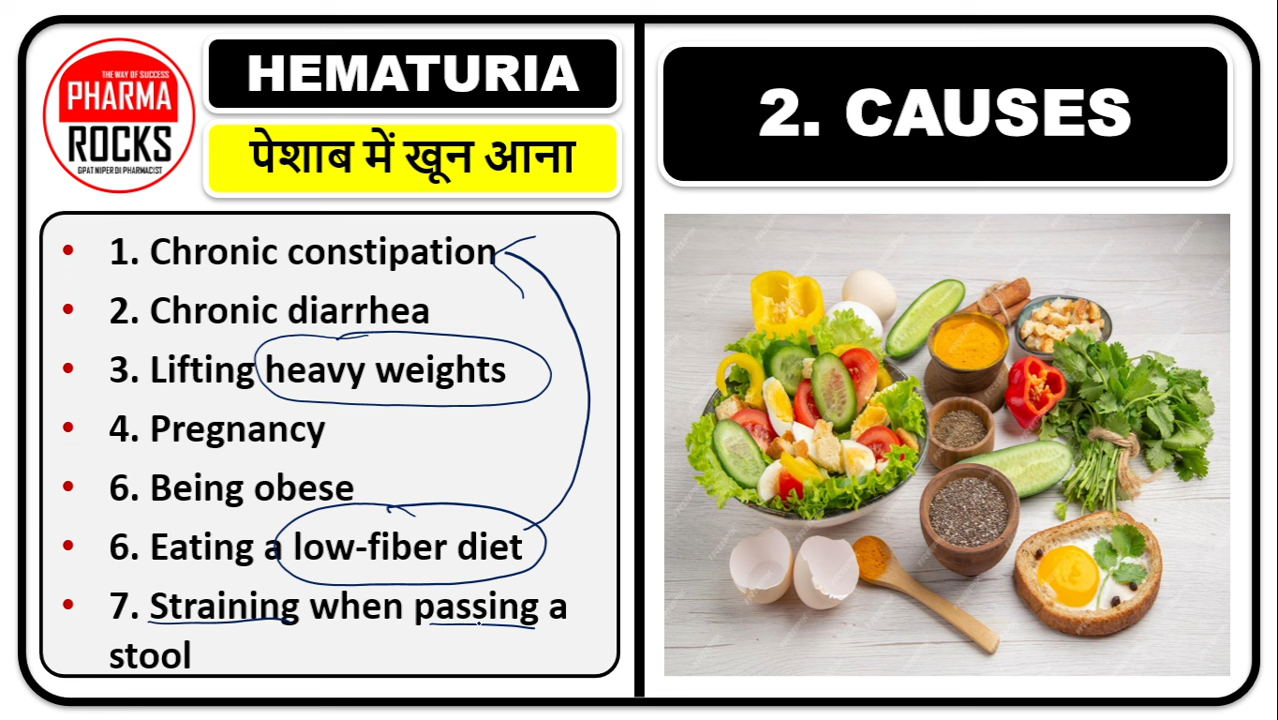 THE WAY OF SUCCESS
PHARMA
ROCKS
GPAT NIPER DI PHARMACIST
HEMATURIA
पेशाब में खून आना
• 1. Chronic constipation
• 2. Chronic diarrhea
• 3. Lifting heavy weights
• 4. Pregnancy
• 6. Being obese
• 6. Eating a low-fiber diet
• 7. Straining when passing a
stool
2. CAUSES